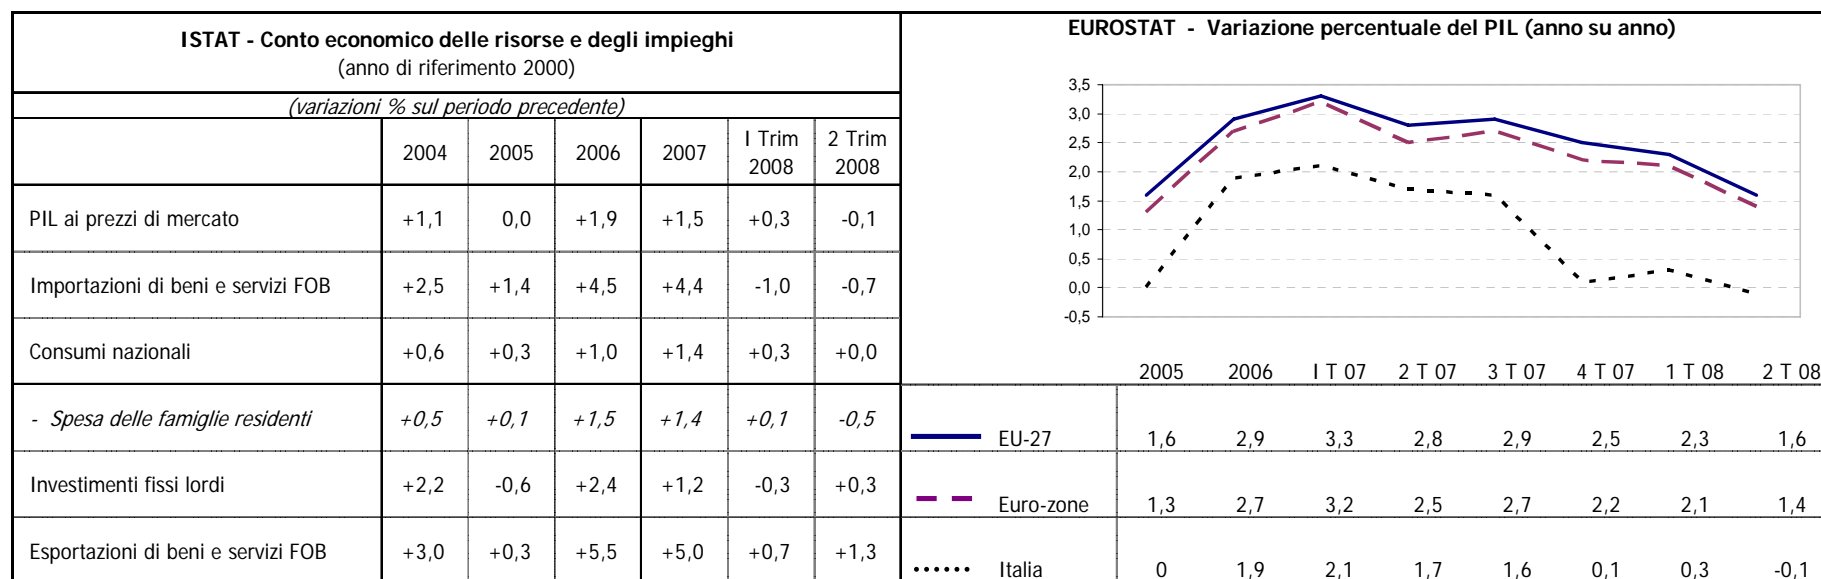 ISTAT - Conto economico delle risorse e degli impieghi
(anno di riferimento 2000)
(variazioni % sul periodo precedente)
2004 2005 2006 2007 I Trim 2008 2 Trim 2008
PIL ai prezzi di mercato +1,1 0,0 +1,9 +1,5 +0,3 -0,1
Importazioni di beni e servizi FOB +2,5 +1,4 +4,5 +4,4 -1,0 -0,7
Consumi nazionali +0,6 +0,3 +1,0 +1,4 +0,3 +0,0
- Spesa delle famiglie residenti +0,5 +0,1 +1,5 +1,4 +0,1 -0,5
Investimenti fissi lordi +2,2 -0,6 +2,4 +1,2 -0,3 +0,3
Esportazioni di beni e servizi FOB +3,0 +0,3 +5,5 +5,0 +0,7 +1,3
EUROSTAT - Variazione percentuale del PIL (anno su anno)
3,5
3,0
2,5
2,0
1,5
1,0
0,5
0,0
-0,5
2005 2006 I T 07 2 T 07 3 T 07 4 T 07 1 T 08 2 T 08
EU-27 1,6 2,9 3,3 2,8 2,9 2,5 2,3 1,6
Euro-zone 1,3 2,7 3,2 2,5 2,7 2,2 2,1 1,4
Italia 0 1,9 2,1 1,7 1,6 0,1 0,3 -0,1